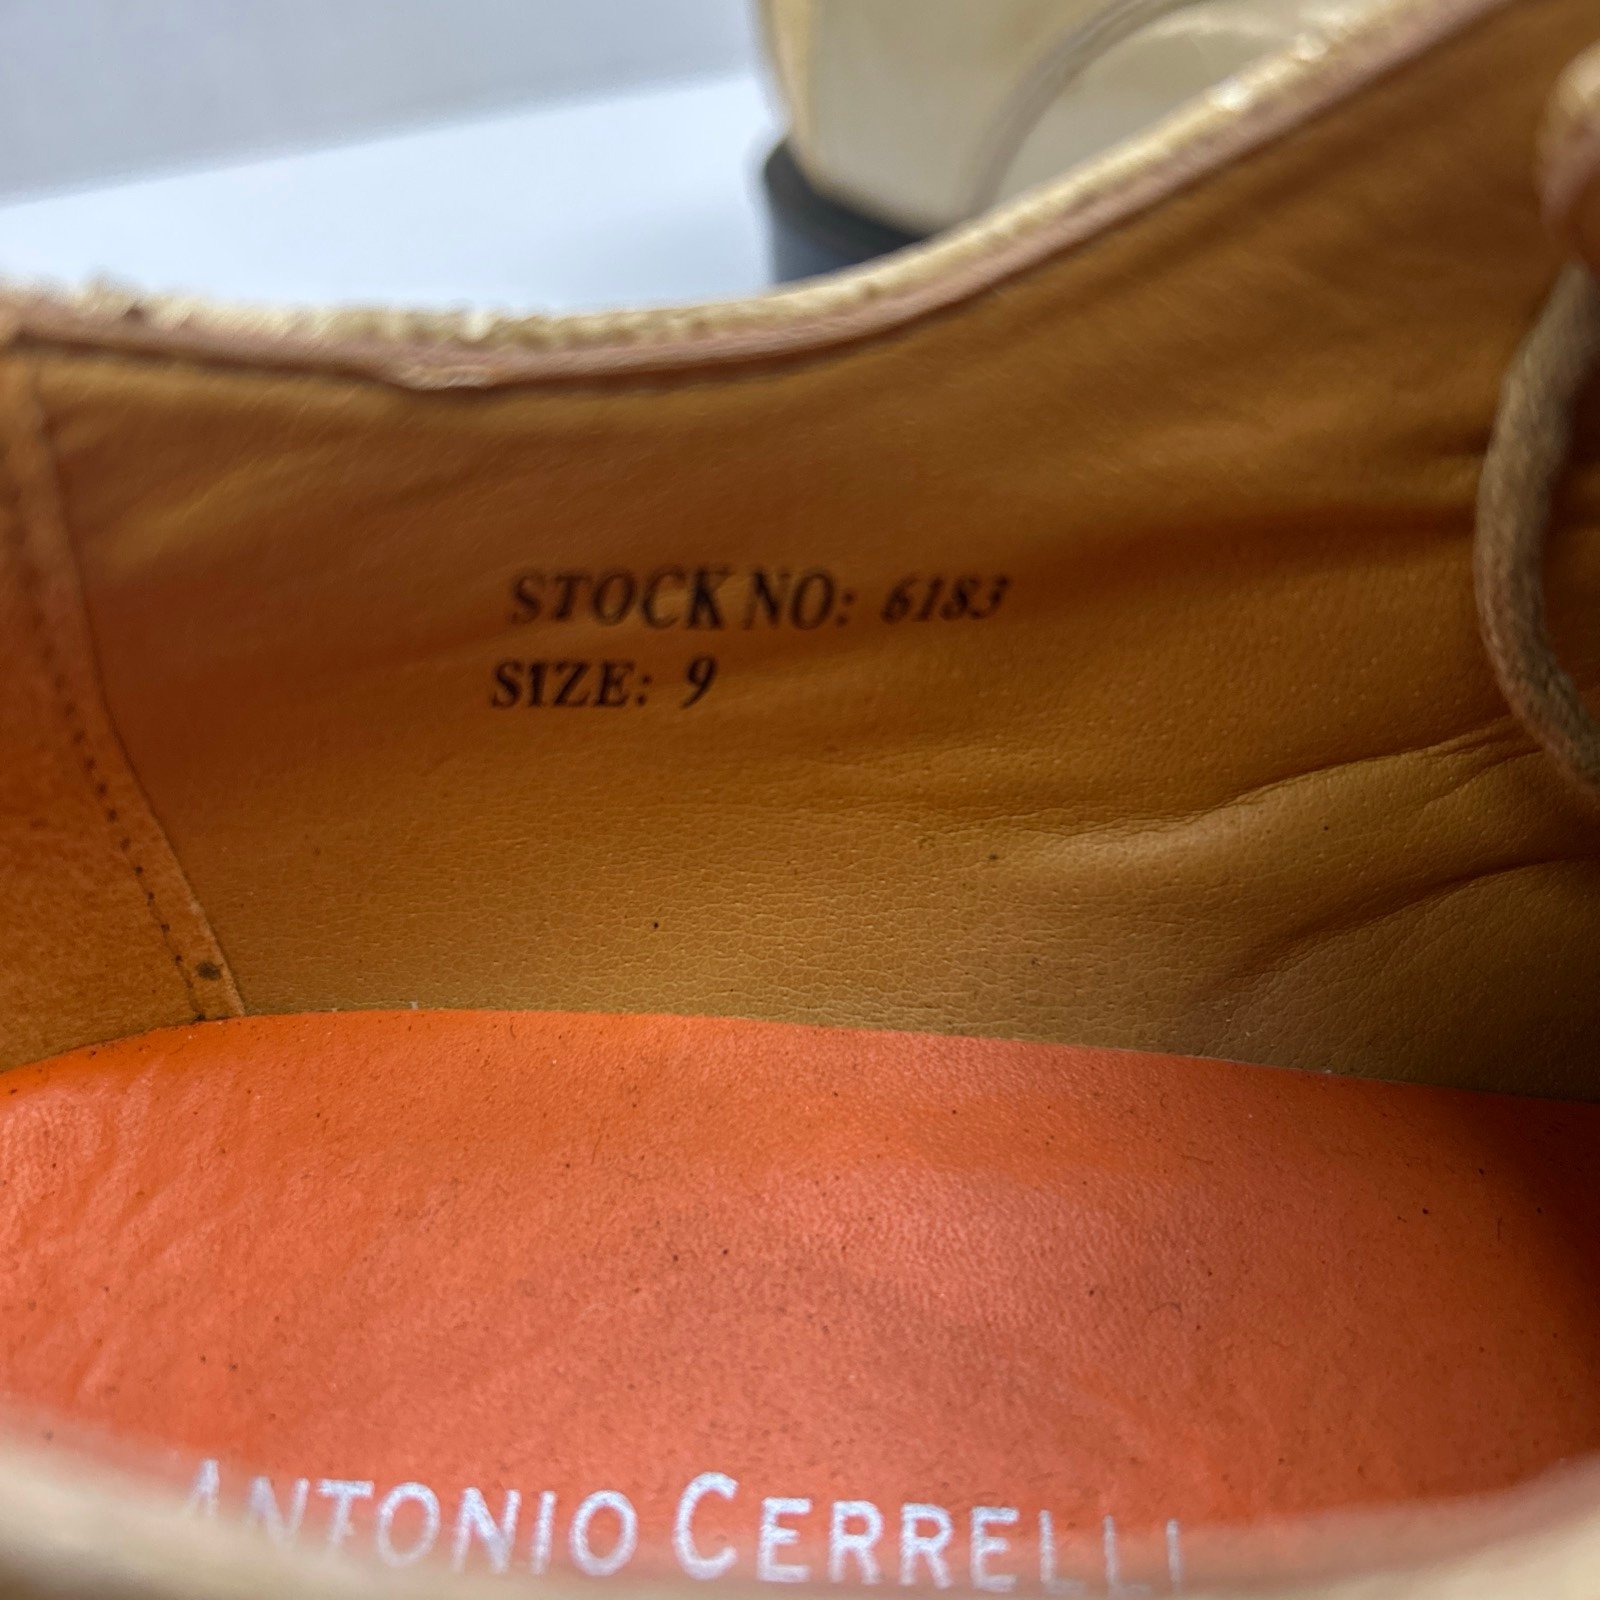 STOCK NO: 6183
SIZE: 9
ANTONIO CERRELLI